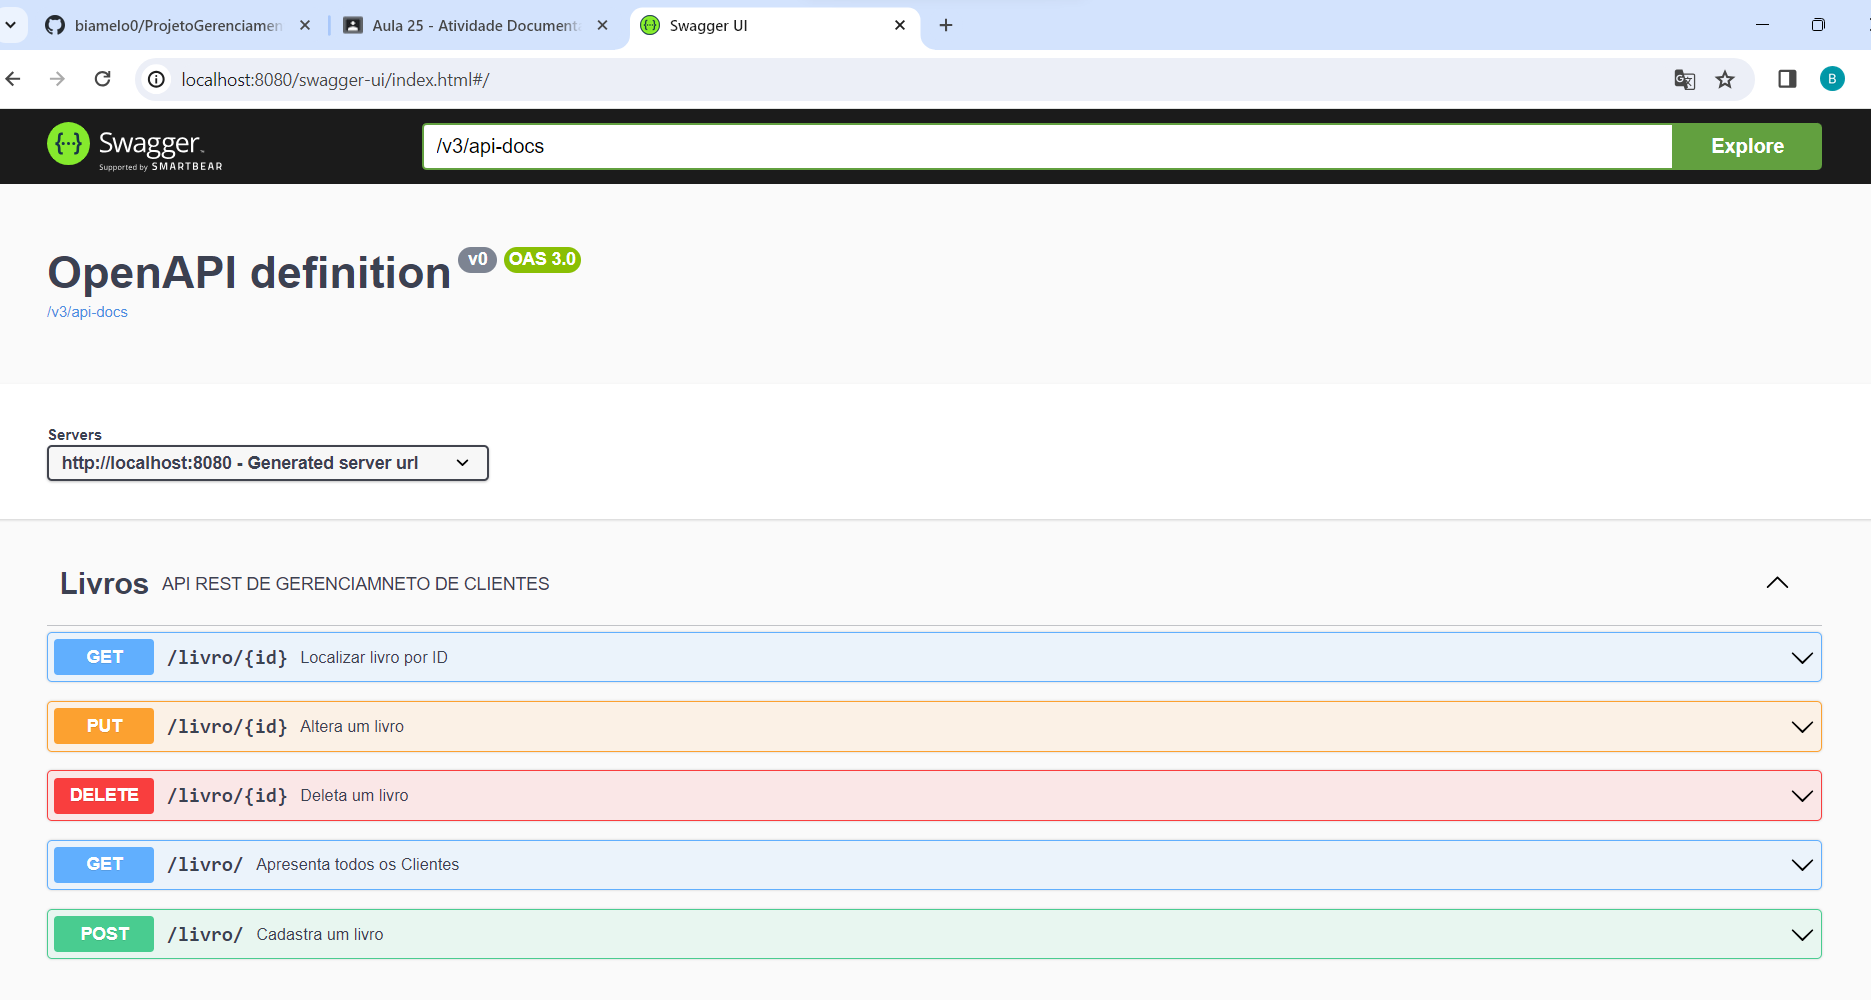 biamelo0/ProjetoGerenciamen
Aula 25 - Atividade Documenta
Swagger UI
localhost:8080/swagger-ui/index.html#/
B
{···} Swagger
Supported by SMARTBEAR
/v3/api-docs
Explore
OpenAPI definition v0 OAS 3.0
/v3/api-docs
Servers
http://localhost:8080 - Generated server url
Livros API REST DE GERENCIAMNETO DE CLIENTES
GET /livro/{id} Localizar livro por ID
PUT /livro/{id} Altera um livro
DELETE /livro/{id} Deleta um livro
GET /livro/ Apresenta todos os Clientes
POST /livro/ Cadastra um livro